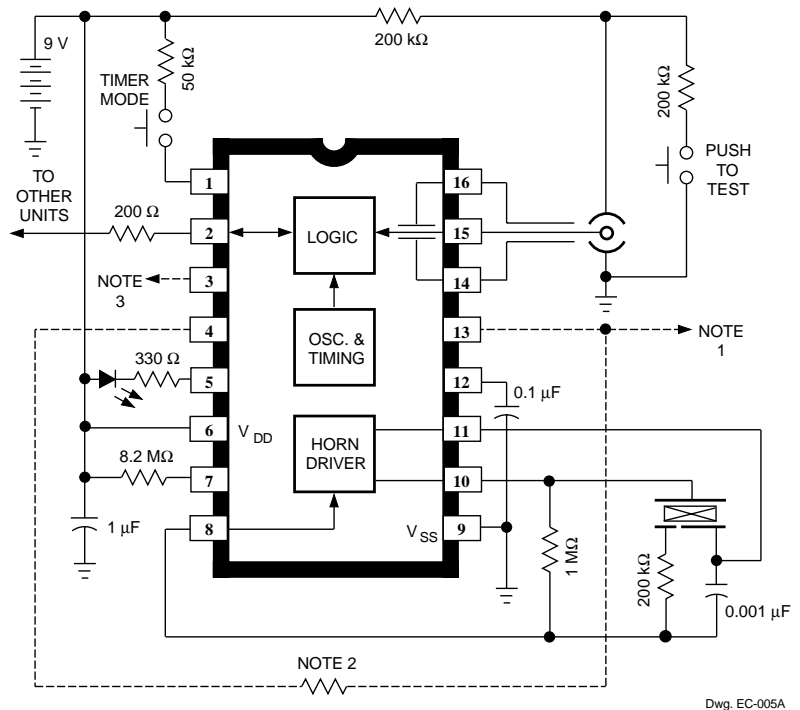 200 kΩ
9 V
50 kΩ
TIMER
MODE
200 kΩ
PUSH
TO
TEST
TO
OTHER
UNITS
1
16
200 Ω
2
LOGIC
15
NOTE
3
3
14
4
OSC. &
TIMING
13
NOTE
1
330 Ω
5
12
0.1 µF
6
V DD
HORN
DRIVER
11
8.2 MΩ
7
10
1 µF
8
V SS
9
1 MΩ
200 kΩ
0.001 µF
NOTE 2
Dwg. EC-005A